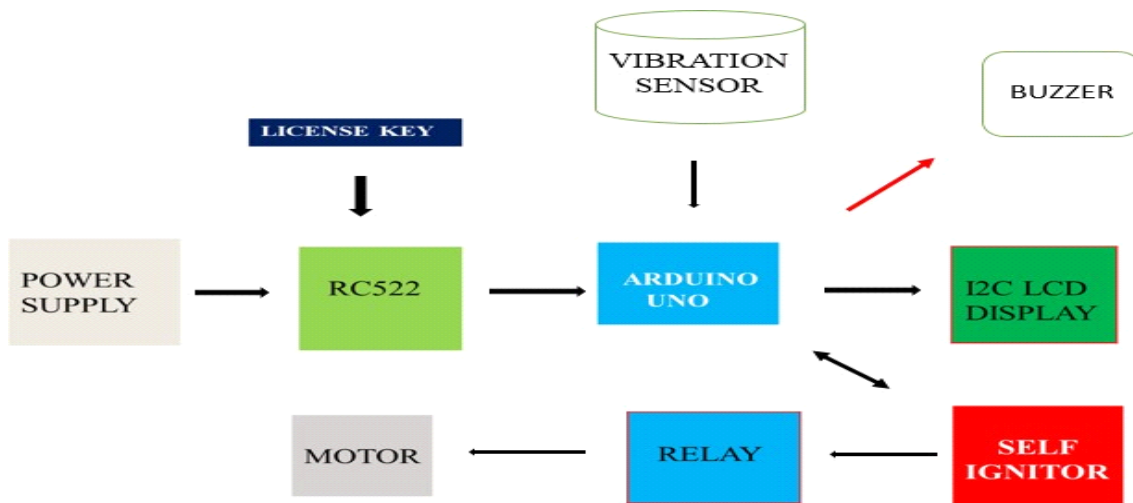 VIBRATION
SENSOR
BUZZER
LICENSE KEY
POWER
SUPPLY
RC522
ARDUINO
UNO
I2C LCD
DISPLAY
MOTOR
RELAY
SELF
IGNITOR